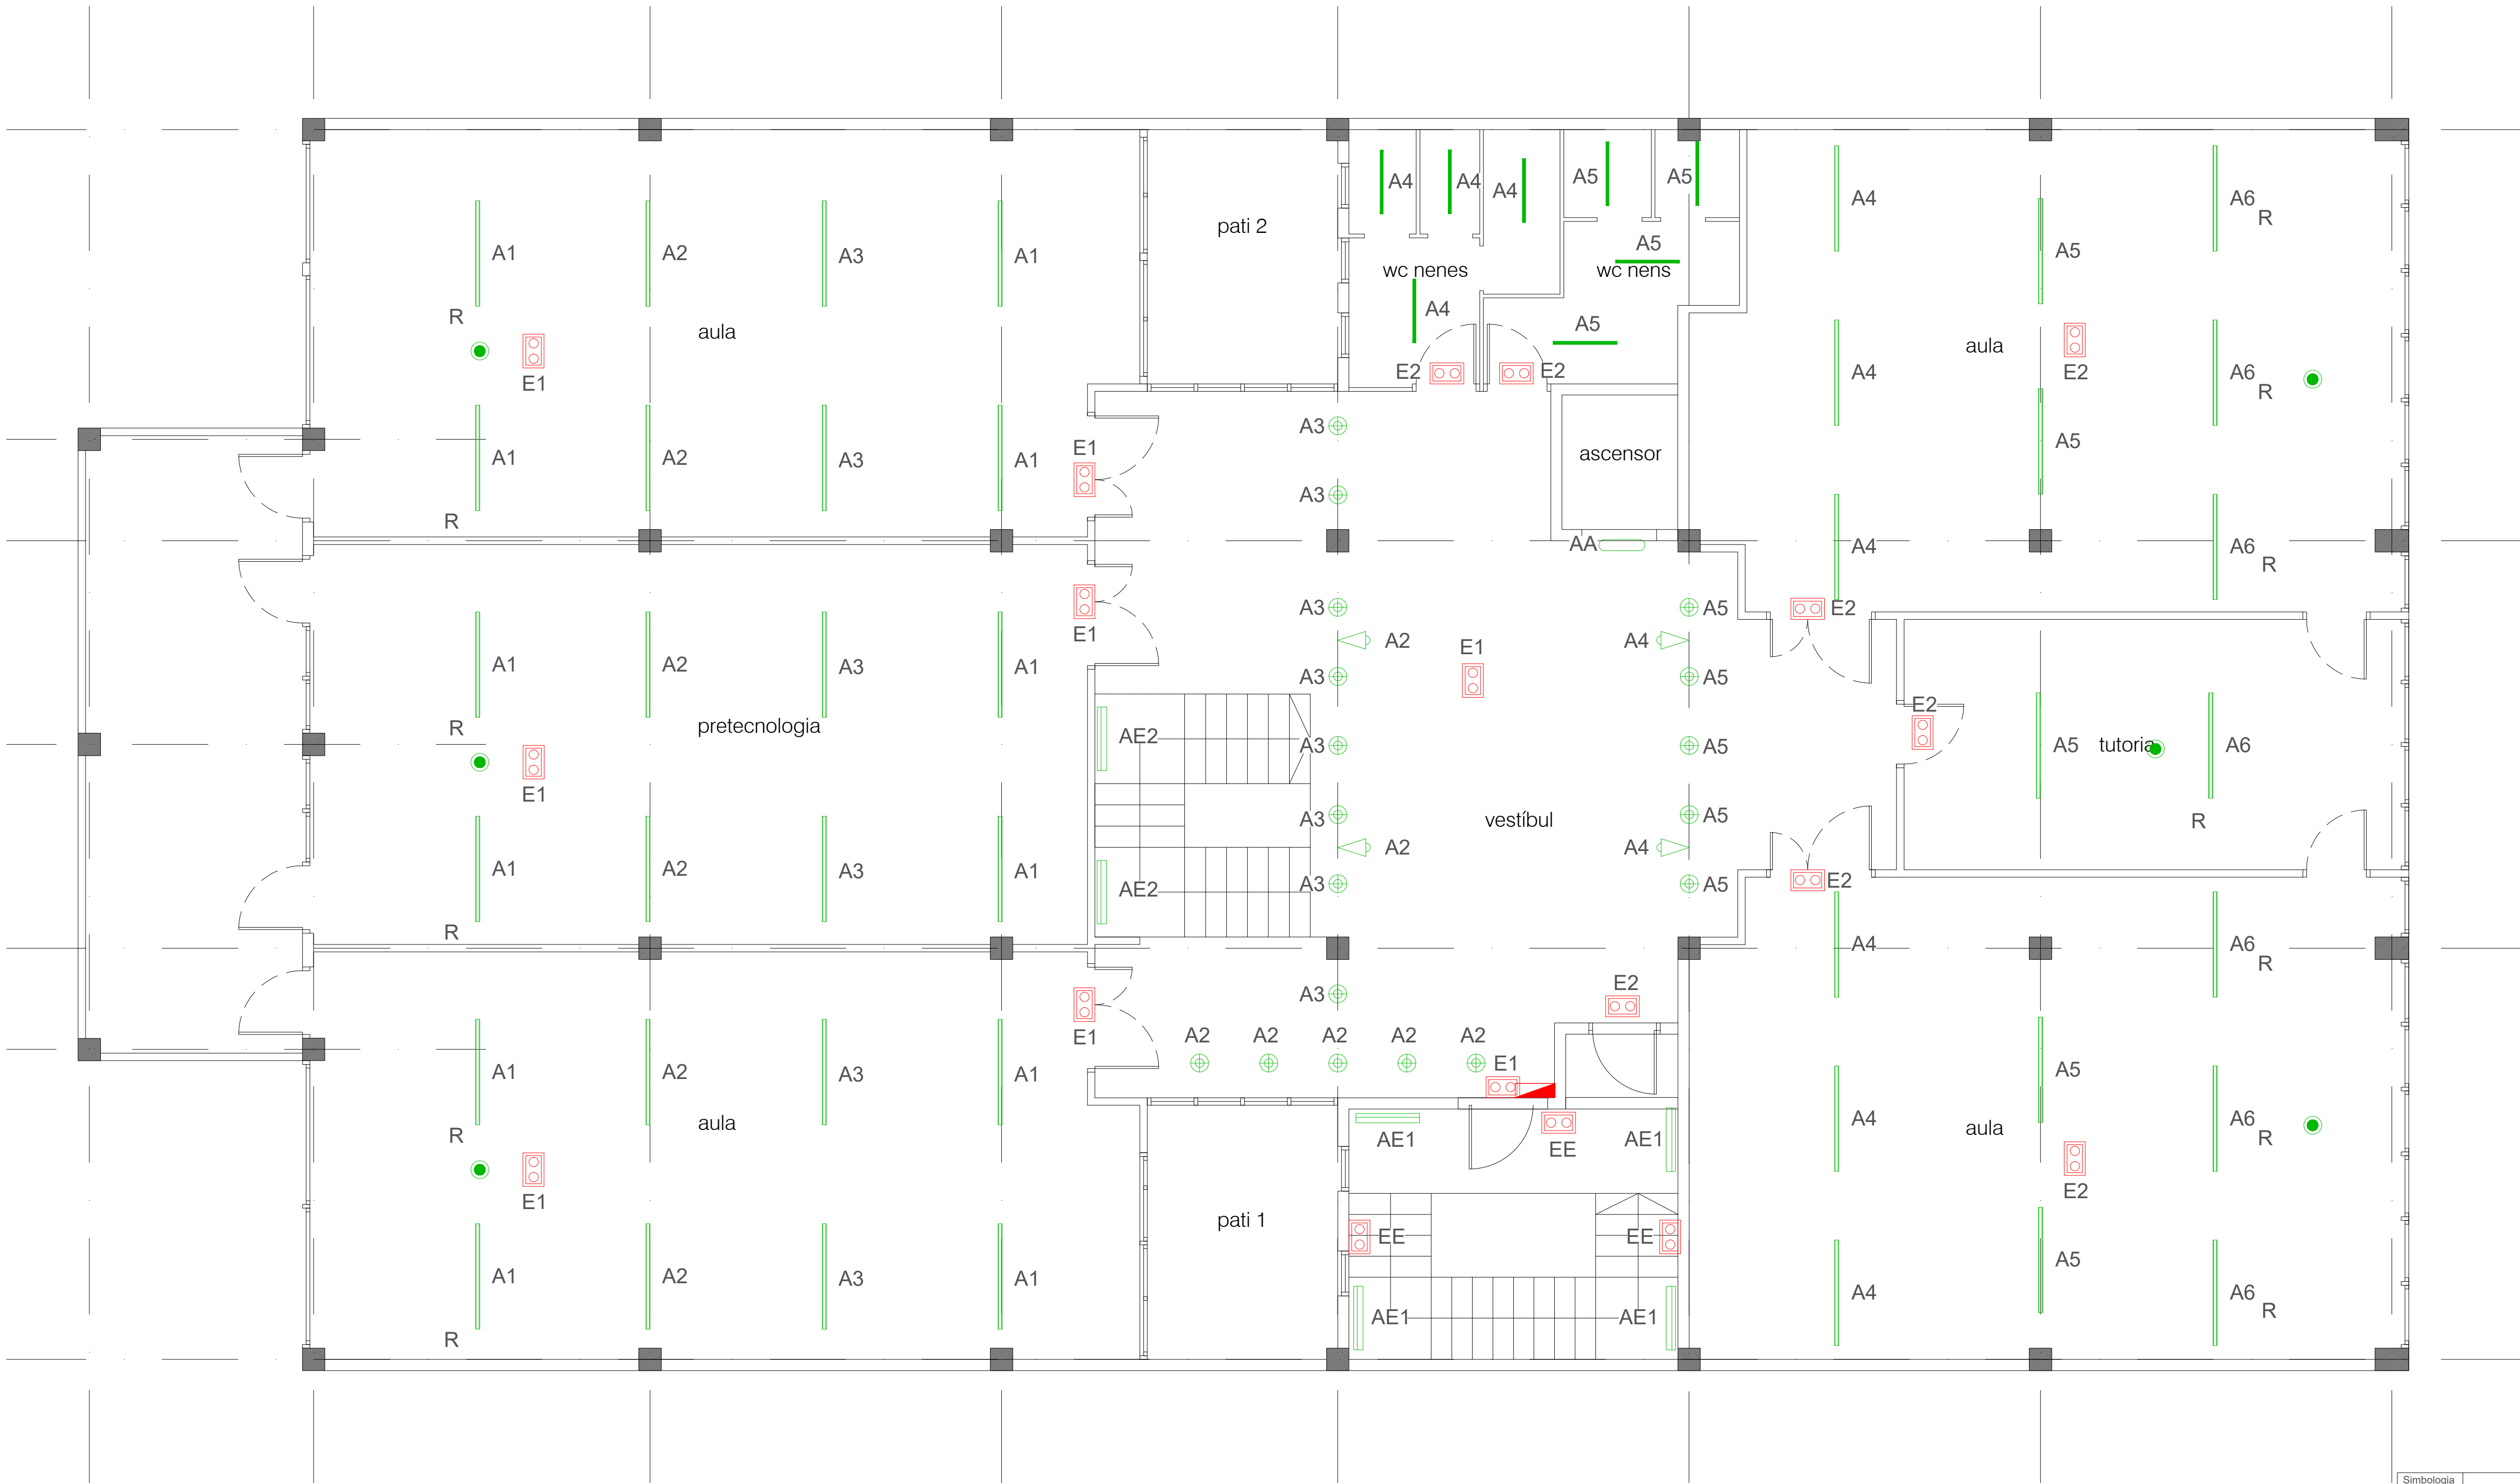 A4 A4 A4 A5 A5
A4 A6
R
pati 2
A1 A2 A3 A1
A5
A5
wc nenes wc nens
A4
R
A5
aula
aula
E1
E2 E2
E2
A4 A6
R
A3
A5
E1
ascensor
A1 A2 A3 A1
A3
R
AA
A4 A6
R
A3 A5
E2
E1
A2 A4
E1
A1 A2 A3 A1
A3 A5
E2
R
pretecnologia
AE2
A3 A5
A5 tutoria A6
E1
A3 A5
vestíbul
R
A2 A4
A1 A2 A3 A1
AE2
A3 A5
E2
R
A4 A6
R
E2
A3
E1
A2 A2 A2 A2 A2
E1
A1 A2 A3 A1
A5
aula
A4 A6
R
aula
R
AE1 AE1
EE
E1
E2
pati 1
EE EE
A5
A1 A2 A3 A1
A4 A6
R
AE1 AE1
R
Simbologia